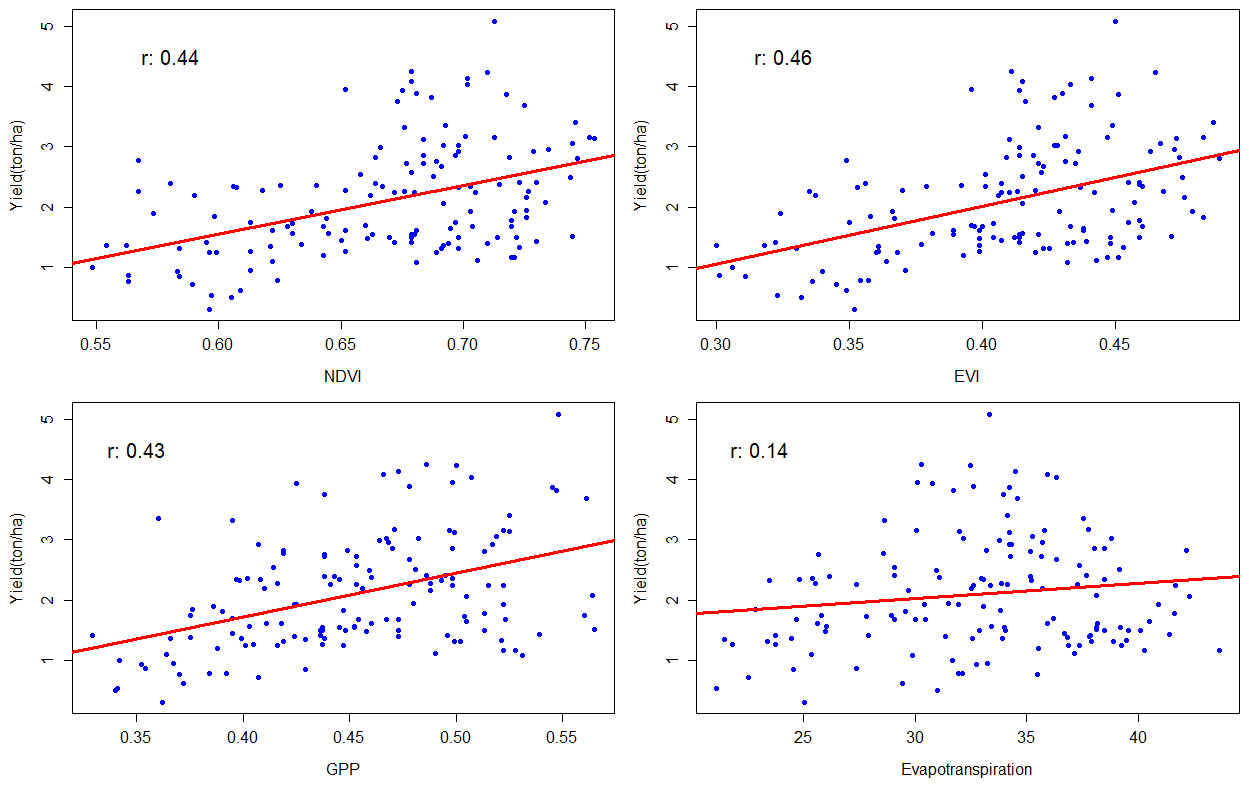 r: 0.44
Yield(ton/ha)
5
4
3
2
1
0.55 0.60 0.65 0.70 0.75
NDVI
r: 0.46
Yield(ton/ha)
5
4
3
2
1
0.30 0.35 0.40 0.45
EVI
r: 0.43
Yield(ton/ha)
5
4
3
2
1
0.35 0.40 0.45 0.50 0.55
GPP
r: 0.14
Yield(ton/ha)
5
4
3
2
1
25 30 35 40
Evapotranspiration